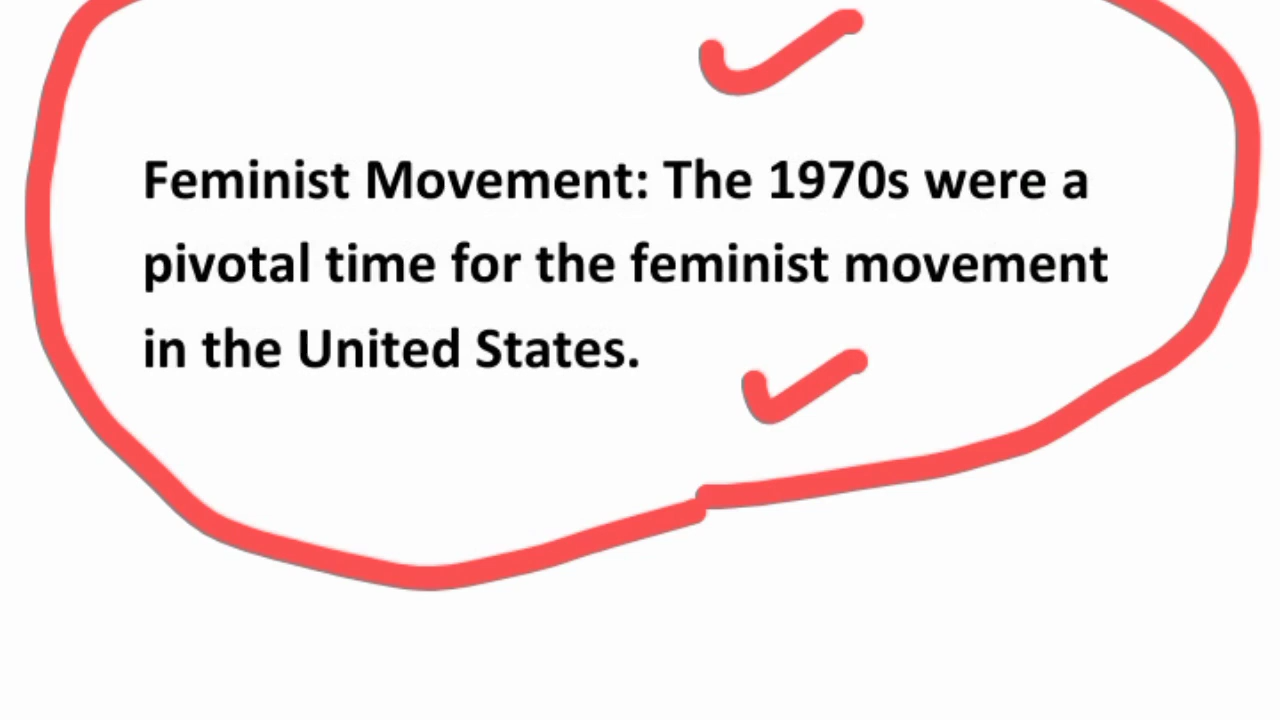 Feminist Movement: The 1970s were a
pivotal time for the feminist movement
in the United States.